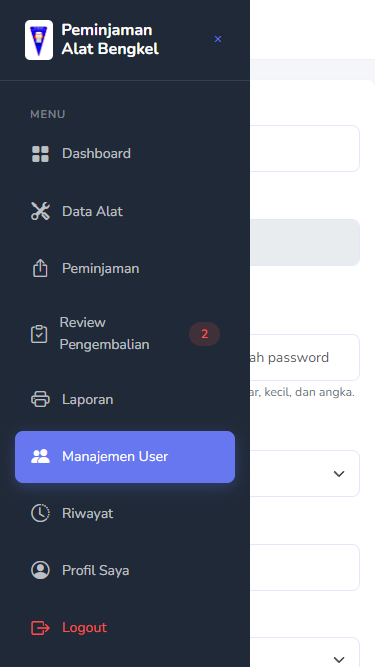 Peminjaman
Alat Bengkel
×
MENU
Dashboard
Data Alat
Peminjaman
Review
Pengembalian
2
ah password
Laporan
ar, kecil, dan angka.
Manajemen User
Riwayat
Profil Saya
Logout